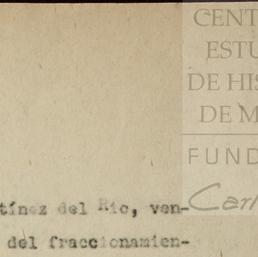 CENT
ESTU
DE HIS
DE M
FUND
Carl
tínez del Río, ven-
del fraccionamien-